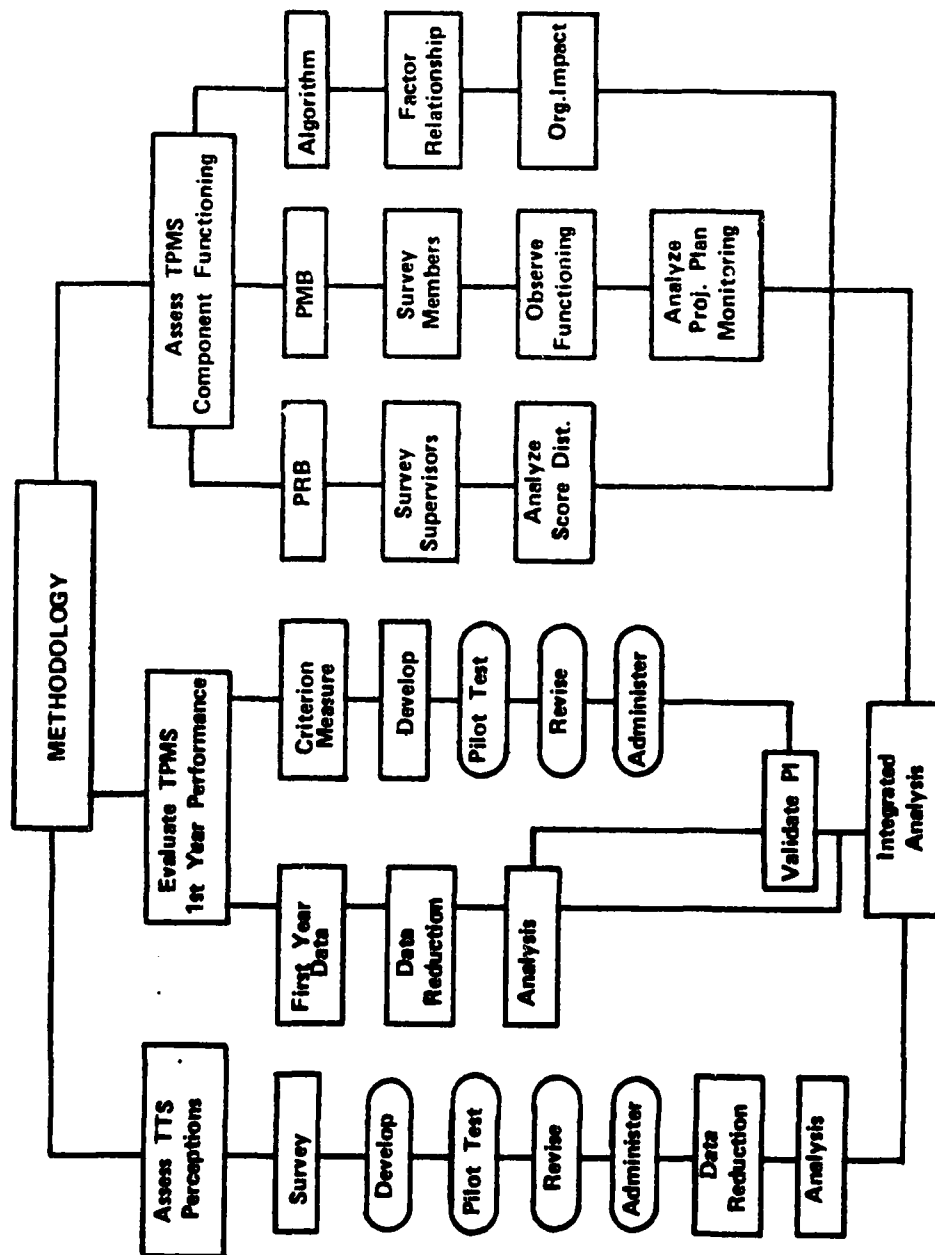 METHODOLOGY
Assess TTS
Perceptions
Survey
Develop
Pilot Test
Revise
Administer
Data
Reduction
Analysis
Evaluate TPMS
1st Year Performance
First Year
Data
Data
Reduction
Analysis
Criterion
Measure
Develop
Pilot Test
Revise
Administer
Validate PI
Assess TPMS
Component Functioning
PRB
Survey
Supervisors
Analyze
Score Dist.
PMB
Survey
Members
Observe
Functioning
Analyze
Proj. Plan
Monitoring
Algorithm
Factor
Relationship
Org.Impact
Integrated
Analysis